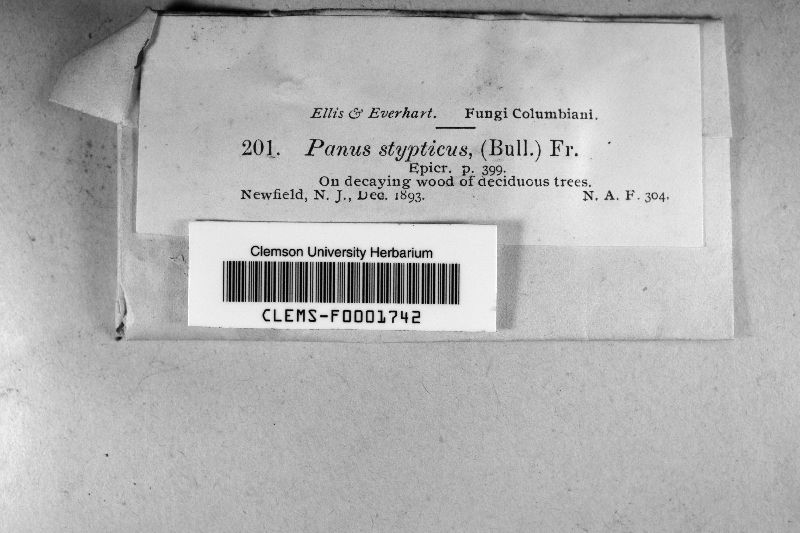 Ellis & Everhart. Fungi Columbiani.
201. Panus stypticus, (Bull.) Fr.
Epicr. p. 399.
On decaying wood of deciduous trees.
Newfield, N. J., Dec. 1893. N. A. F. 304.
Clemson University Herbarium
CLEMS-F0001742